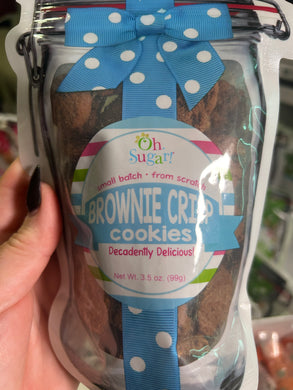 Oh,
Sugar!
small batch • from scratch
BROWNIE CRISP
cookies
Decadently Delicious!
Net Wt. 3.5 oz. (99g)